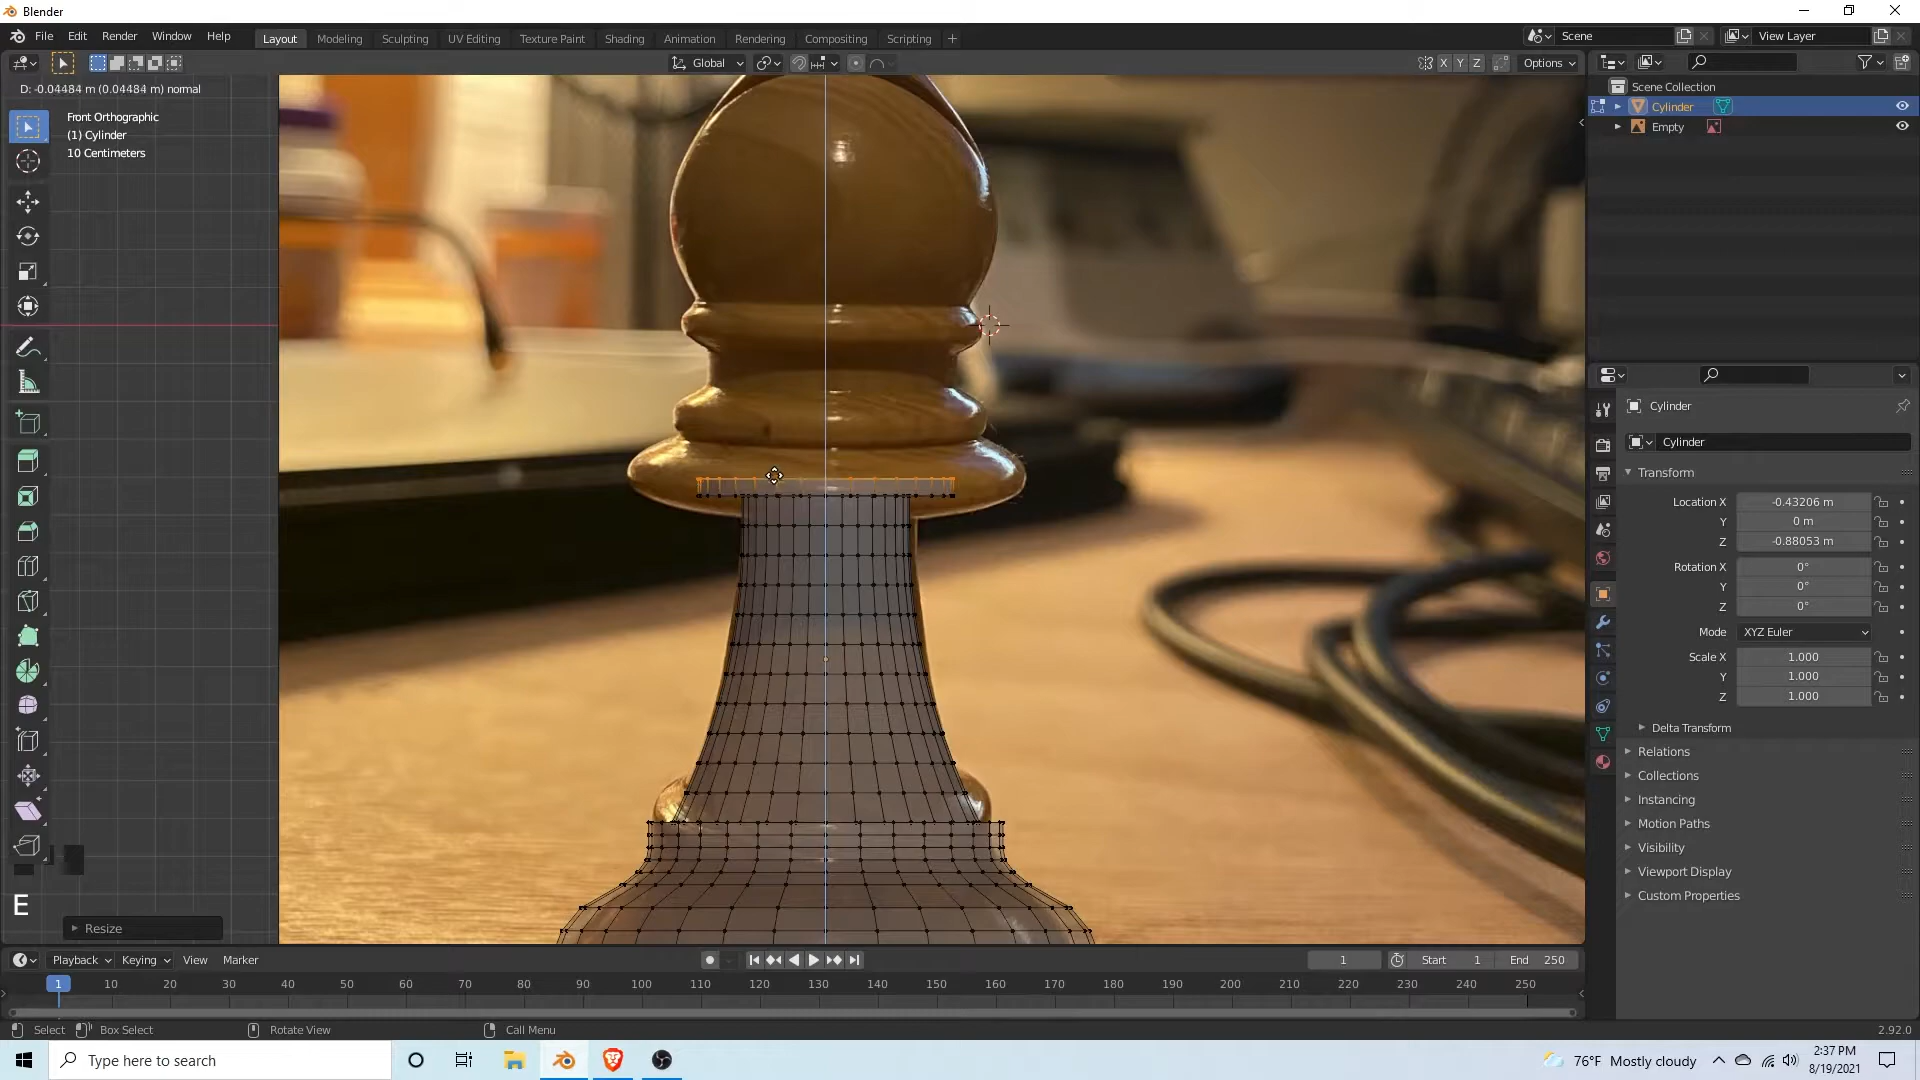 Blender
File Edit Render Window Help
Layout Modeling Sculpting UV Editing Texture Paint Shading Animation Rendering Compositing Scripting
Scene View Layer
Global X Y Z Options
D: -0.04484 m (0.04484 m) normal
Front Orthographic
(1) Cylinder
10 Centimeters
Scene Collection
Cylinder
Empty
Cylinder
Cylinder
Transform
Location X -0.43206 m
Y 0 m
Z -0.88053 m
Rotation X 0°
Y 0°
Z 0°
Mode XYZ Euler
Scale X 1.000
Y 1.000
Z 1.000
Delta Transform
Relations
Collections
Instancing
Motion Paths
Visibility
Viewport Display
Custom Properties
E
Resize
Playback Keying View Marker
1 Start 1 End 250
1 10 20 30 40 50 60 70 80 90 100 110 120 130 140 150 160 170 180 190 200 210 220 230 240 250
Select Box Select Rotate View Call Menu 2.92.0
Type here to search
76°F Mostly cloudy
2:37 PM
8/19/2021